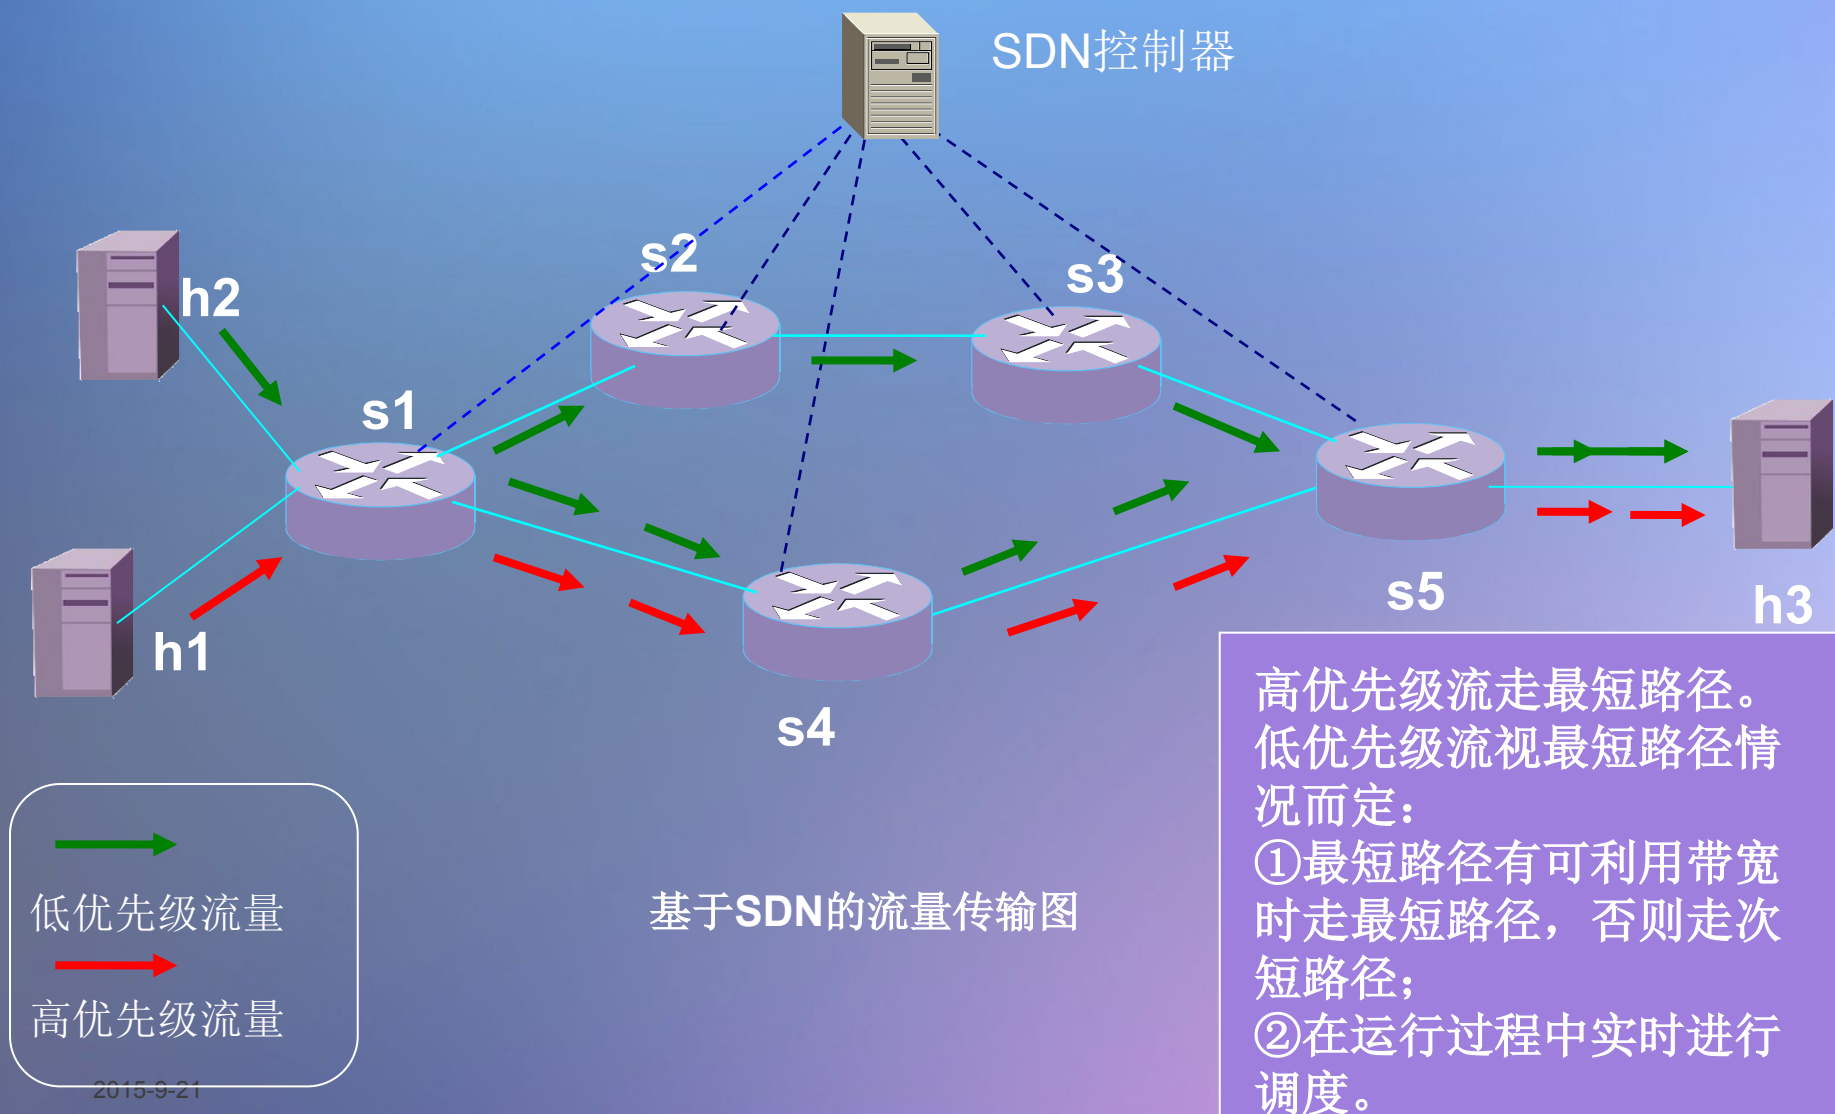 SDN控制器
s2
s3
h2
s1
s5
h3
h1
s4
高优先级流走最短路径。
低优先级流视最短路径情
况而定：
①最短路径有可利用带宽
时走最短路径，否则走次
短路径；
②在运行过程中实时进行
调度。
低优先级流量
高优先级流量
基于SDN的流量传输图
2015-9-21